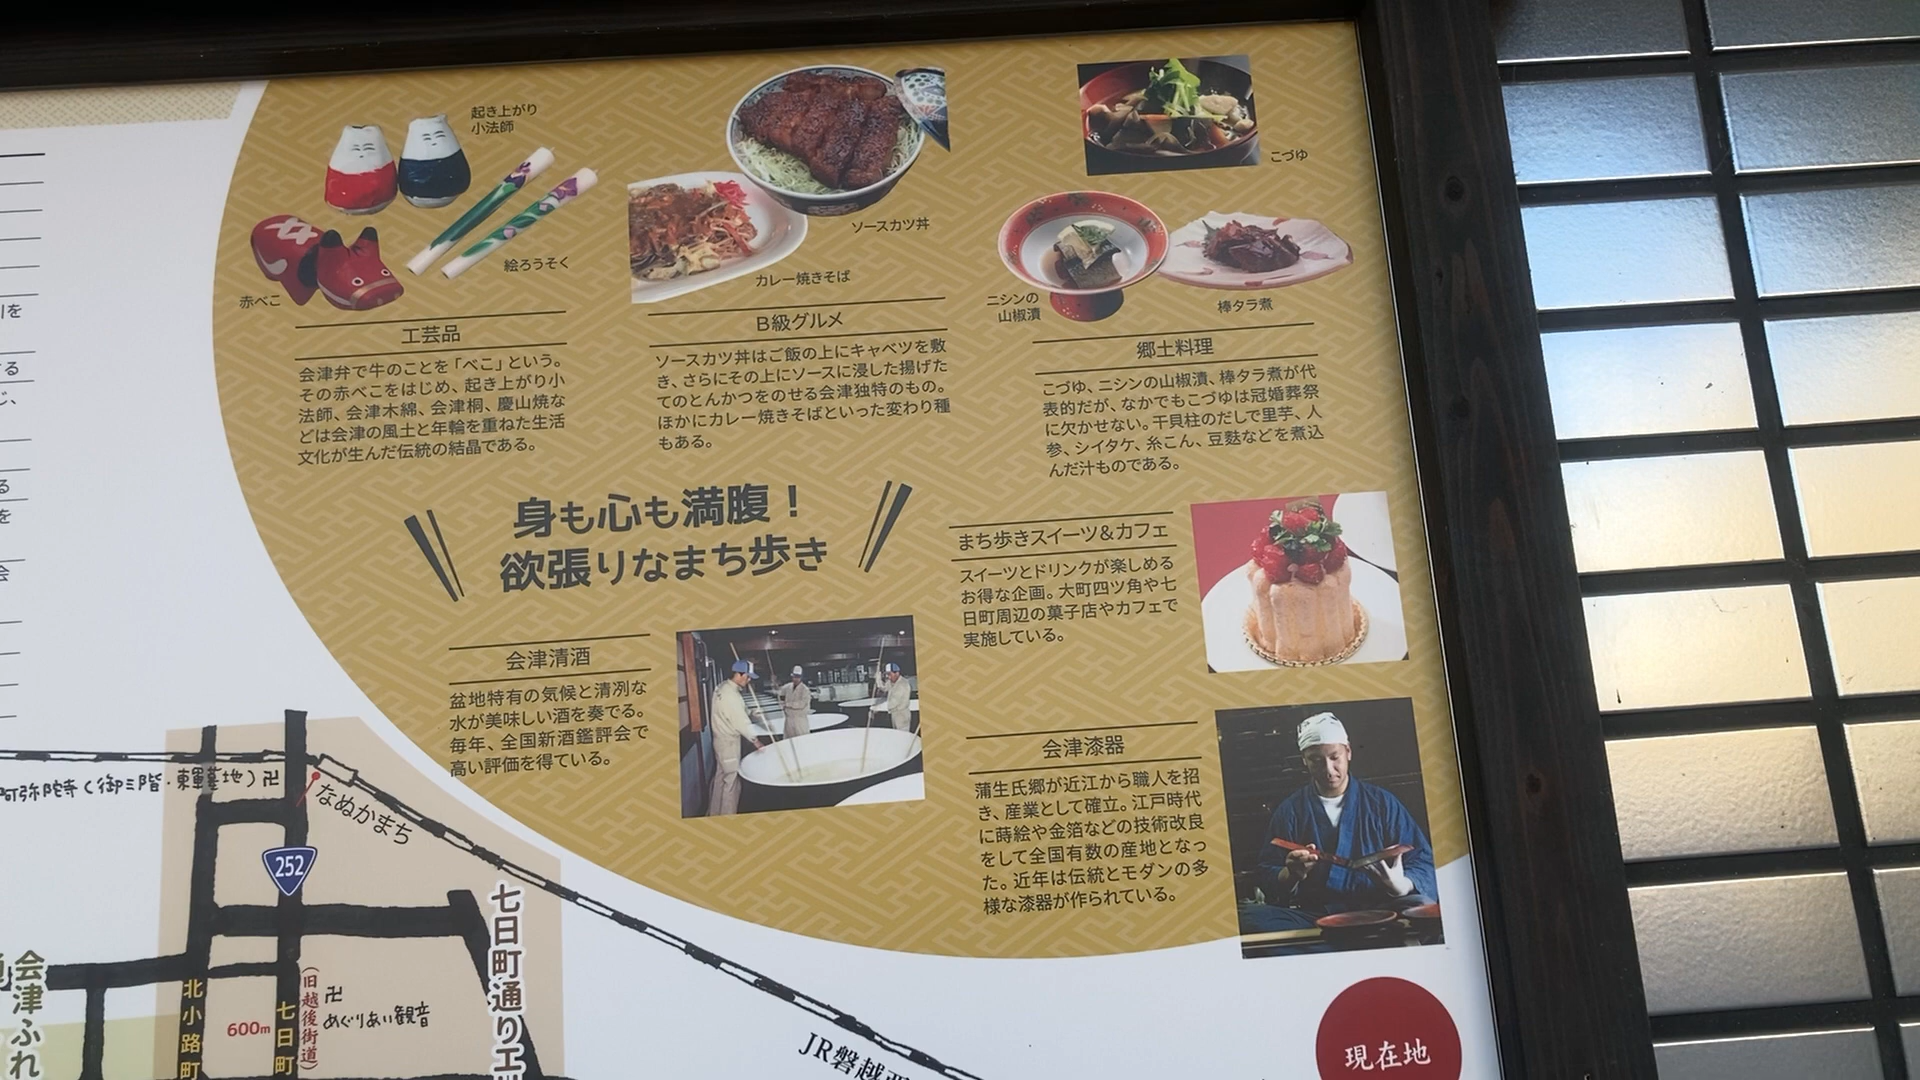 起き上がり
小法師
絵ろうそく
赤べこ
工芸品
会津弁で牛のことを「べこ」という。
その赤べこをはじめ、起き上がり小
法師、会津木綿、会津桐、慶山焼な
どは会津の風土と年輪を重ねた生活
文化が生んだ伝統の結晶である。
ソースカツ丼
カレー焼きそば
B級グルメ
ソースカツ丼はご飯の上にキャベツを敷
き、さらにその上にソースに浸した揚げた
てのとんかつをのせる会津独特のもの。
ほかにカレー焼きそばといった変わり種
もある。
こづゆ
ニシンの
山椒漬
棒タラ煮
郷土料理
こづゆ、ニシンの山椒漬、棒タラ煮が代
表的だが、なかでもこづゆは冠婚葬祭
に欠かせない。干貝柱のだしで里芋、人
参、シイタケ、糸こん、豆麩などを煮込
んだ汁ものである。
身も心も満腹！
欲張りなまち歩き
まち歩きスイーツ&カフェ
スイーツとドリンクが楽しめる
お得な企画。大町四ツ角や七
日町周辺の菓子店やカフェで
実施している。
会津清酒
盆地特有の気候と清冽な
水が美味しい酒を奏でる。
毎年、全国新酒鑑評会で
高い評価を得ている。
会津漆器
蒲生氏郷が近江から職人を招
き、産業として確立。江戸時代
に蒔絵や金箔などの技術改良
をして全国有数の産地となっ
た。近年は伝統とモダンの多
様な漆器が作られている。
阿弥陀寺(御三階・東軍墓地)卍
なぬかまち
252
七日町通り
北小路町
600m
七日町
(旧越後街道)
卍
めぐりあい観音
会津ふれ
JR磐越
現在地